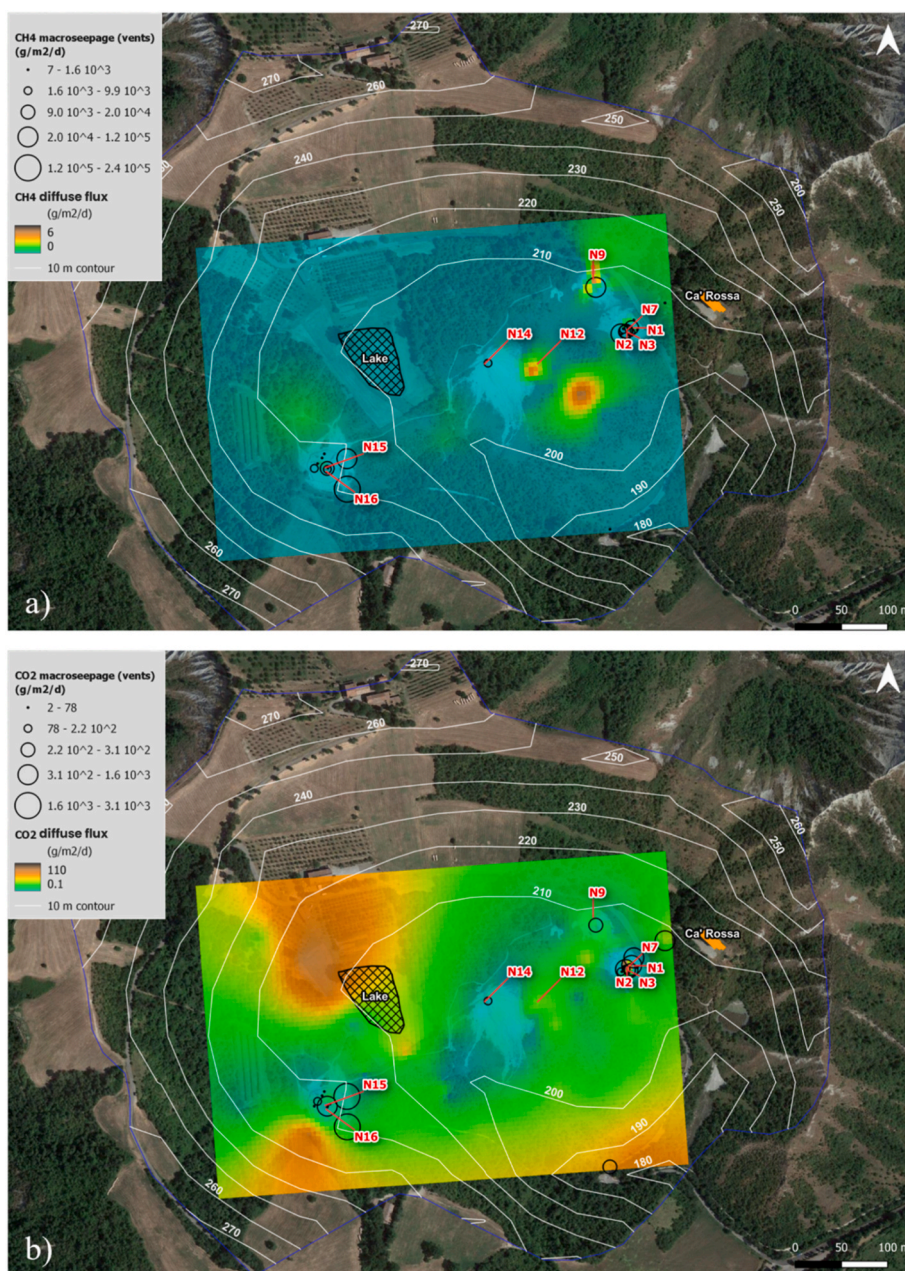 CH4 macroseepage (vents)
(g/m2/d)
7 - 1.6 10^3
1.6 10^3 - 9.9 10^3
9.0 10^3 - 2.0 10^4
2.0 10^4 - 1.2 10^5
1.2 10^5 - 2.4 10^5
CH4 diffuse flux
(g/m2/d)
6
0
10 m contour
270
270
260
250
240
230
260
250
220
210
N9
Ca' Rossa
N7
N1
N2 N3
N14
N12
Lake
N15
N16
200
190
180
260
270
a)
0 50 100 m
CO2 macroseepage (vents)
(g/m2/d)
2 - 78
78 - 2.2 10^2
2.2 10^2 - 3.1 10^2
3.1 10^2 - 1.6 10^3
1.6 10^3 - 3.1 10^3
CO2 diffuse flux
(g/m2/d)
110
0.1
10 m contour
270
270
260
250
240
230
260
250
220
210
N9
Ca' Rossa
N7
N1
N2 N3
N14
N12
Lake
N15
N16
200
190
180
260
270
b)
0 50 100 m